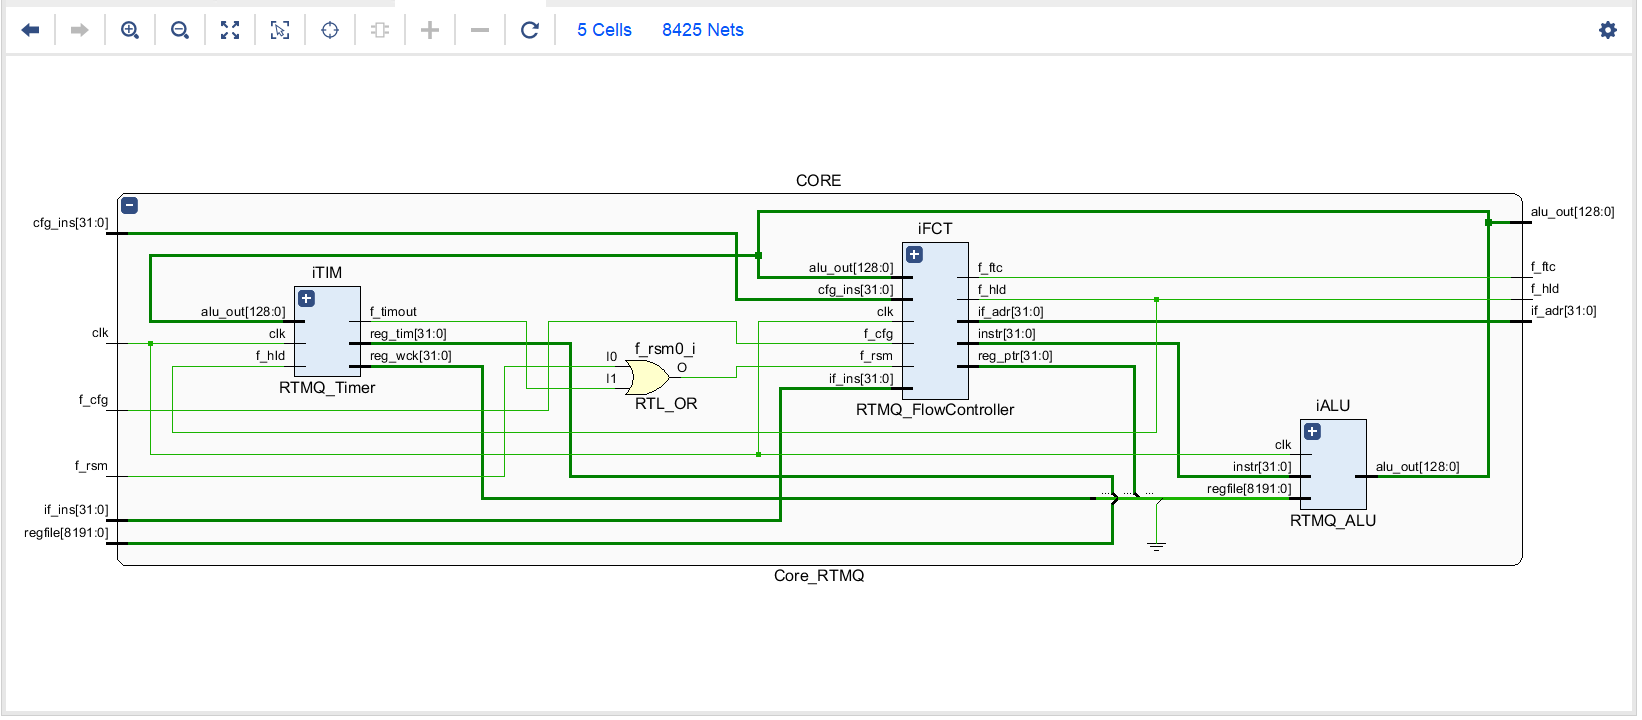 5 Cells 8425 Nets
CORE
cfg_ins[31:0]
clk
f_cfg
f_rsm
if_ins[31:0]
regfile[8191:0]
iTIM
alu_out[128:0]
clk
f_hld
f_timout
reg_tim[31:0]
reg_wck[31:0]
RTMQ_Timer
f_rsm0_i
I0
I1
O
RTL_OR
iFCT
alu_out[128:0]
cfg_ins[31:0]
clk
f_cfg
f_rsm
if_ins[31:0]
f_ftc
f_hld
if_adr[31:0]
instr[31:0]
reg_ptr[31:0]
RTMQ_FlowController
iALU
clk
instr[31:0]
regfile[8191:0]
alu_out[128:0]
RTMQ_ALU
... ... ...
alu_out[128:0]
f_ftc
f_hld
if_adr[31:0]
Core_RTMQ